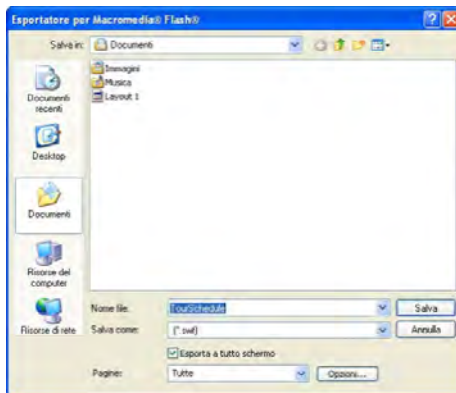 Esportatore per Macromedia® Flash®
Salva in: Documenti
Immagini
Musica
Layout 1
Documenti recenti
Desktop
Documenti
Risorse del computer
Risorse di rete
Nome file: TourSchedule Salva
Salva come: (*.swf) Annulla
Esporta a tutto schermo
Pagine: Tutte Opzioni...